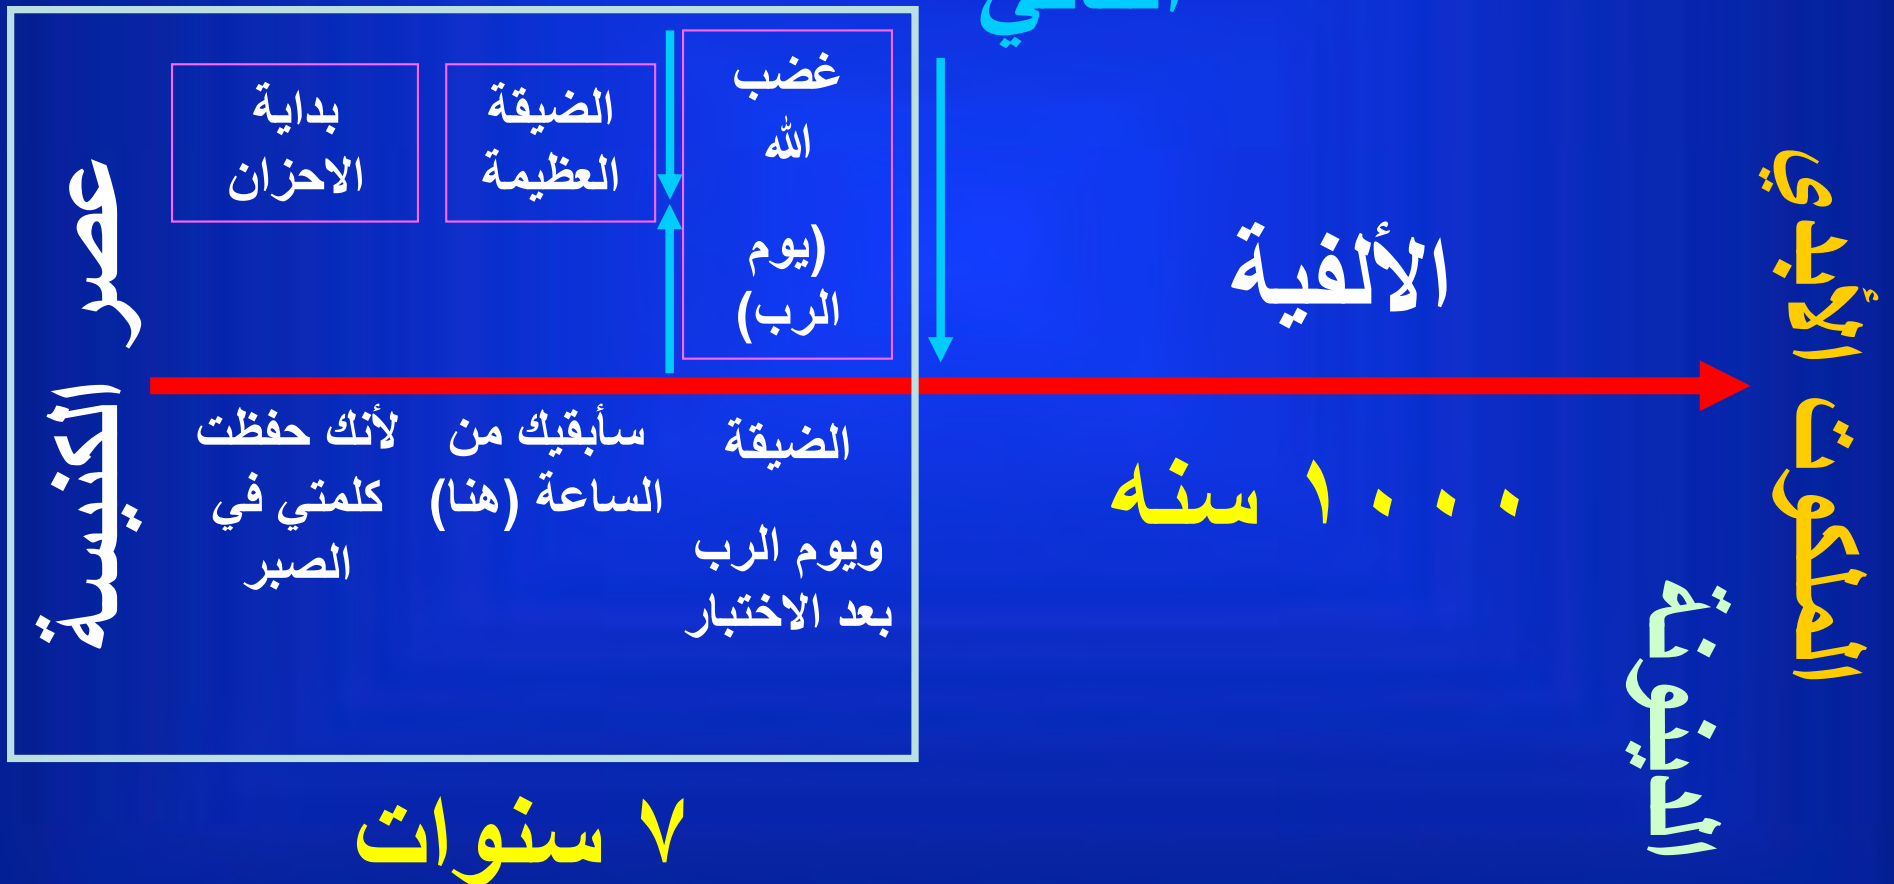 عصر الكنيسة
بداية
الاحزان
الضيقة
العظيمة
غضب
الله
(يوم
الرب)
الألفية
الملكوت الأبدي
لأنك حفظت
كلمتي في
الصبر
سأبقيك من
الساعة (هنا)
الضيقة
ويوم الرب
بعد الاختبار
١٠٠٠ سنه
الدينونة
٧ سنوات